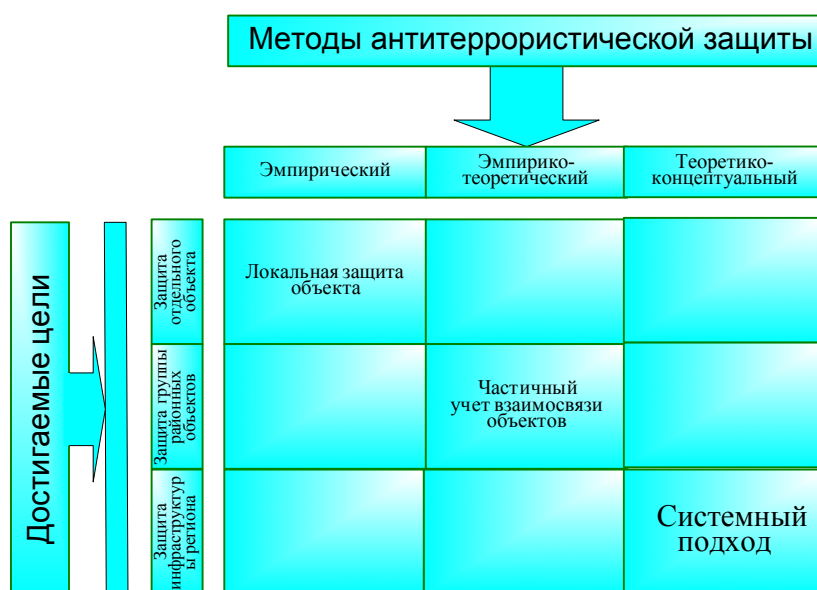 Методы антитеррористической защиты
Эмпирический
Эмпирико-
теоретический
Теоретико-
концептуальный
Достигаемые цели
Защита
отдельного
объекта
Локальная защита
объекта
Защита группы
районных
объектов
Частичный
учет взаимосвязи
объектов
Защита
инфраструктур
ы региона
Системный
подход